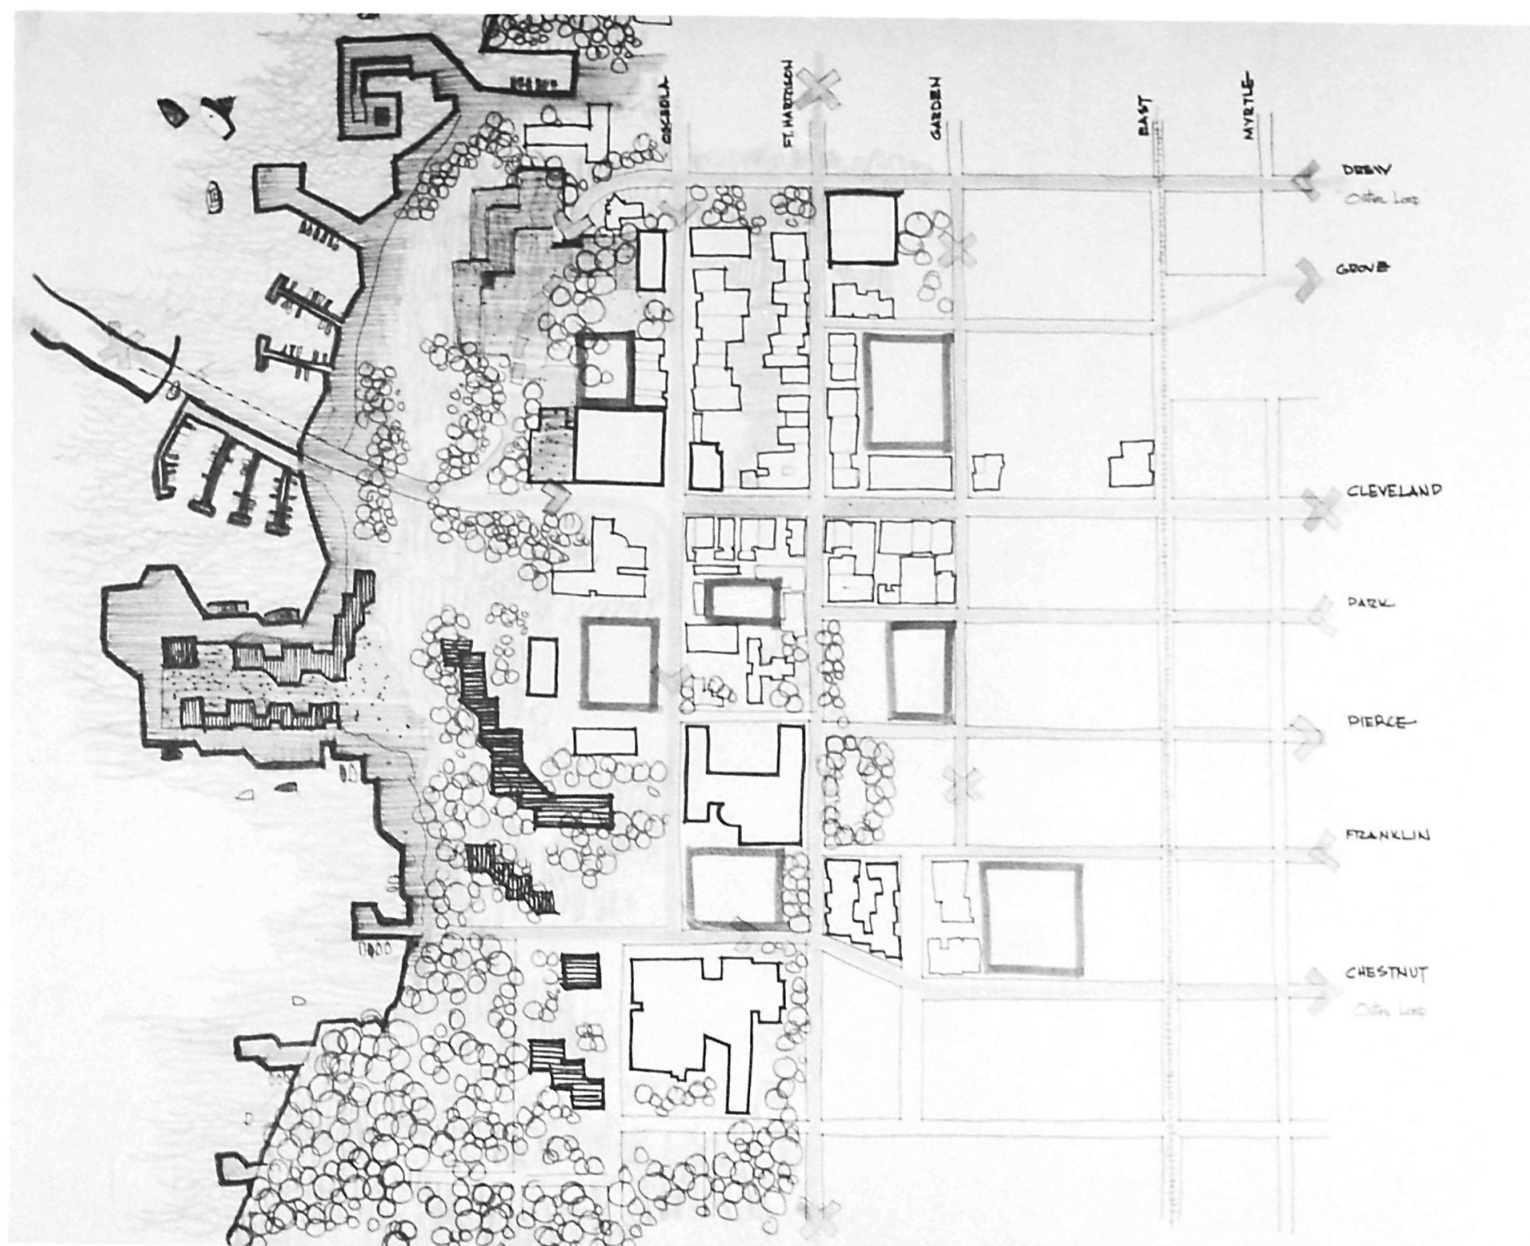 OSCEOLA
FT. HARRISON
GARDEN
EAST
MYRTLE
DREW
Outer Loop
GROVE
CLEVELAND
PARK
PIERCE
FRANKLIN
CHESTNUT
Outer Loop